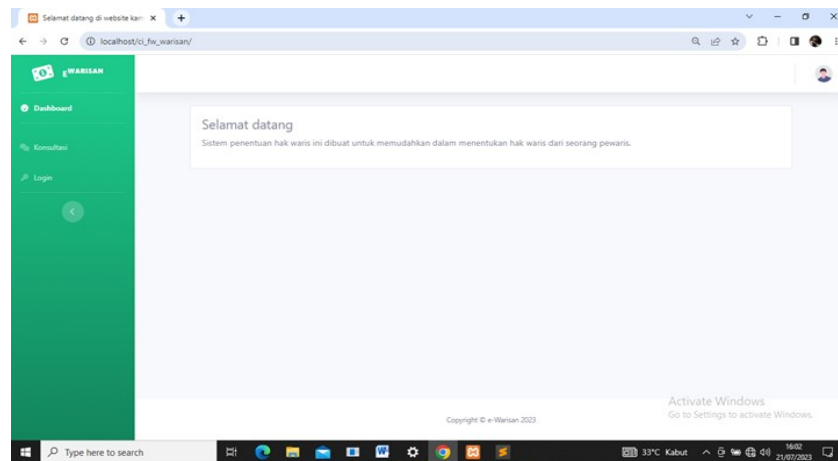 Selamat datang di website kam
localhost/ci_fw_warisan/
EWARISAN
Dashboard
Konsultasi
Login
Selamat datang
Sistem penentuan hak waris ini dibuat untuk memudahkan dalam menentukan hak waris dari seorang pewaris.
Copyright © e-Warisan 2023
Activate Windows
Go to Settings to activate Windows.
Type here to search
33°C Kabut
16:02
21/07/2023